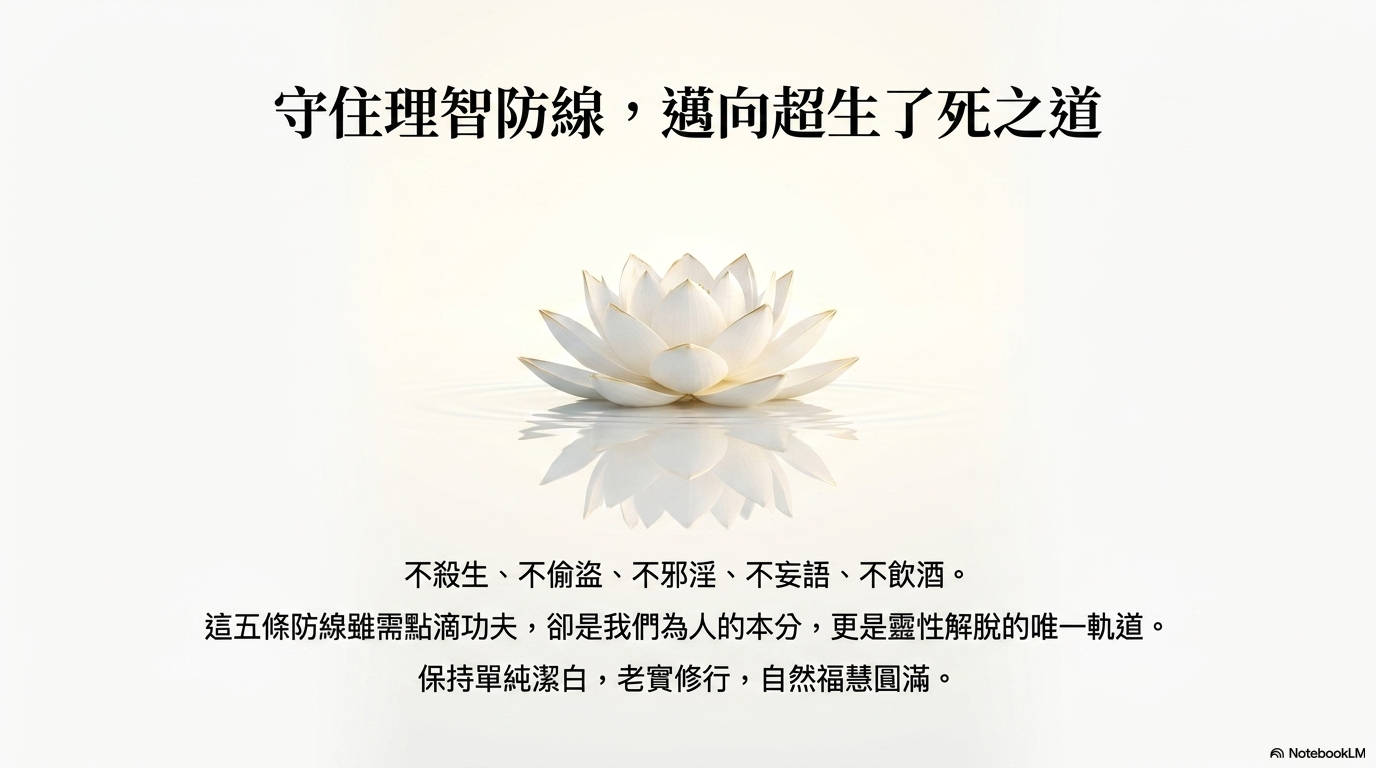 守住理智防線，邁向超生了死之道
不殺生、不偷盜、不邪淫、不妄語、不飲酒。
這五條防線雖需點滴功夫，卻是我們為人的本分，更是靈性解脫的唯一軌道。
保持單純潔白，老實修行，自然福慧圓滿。
NotebookLM